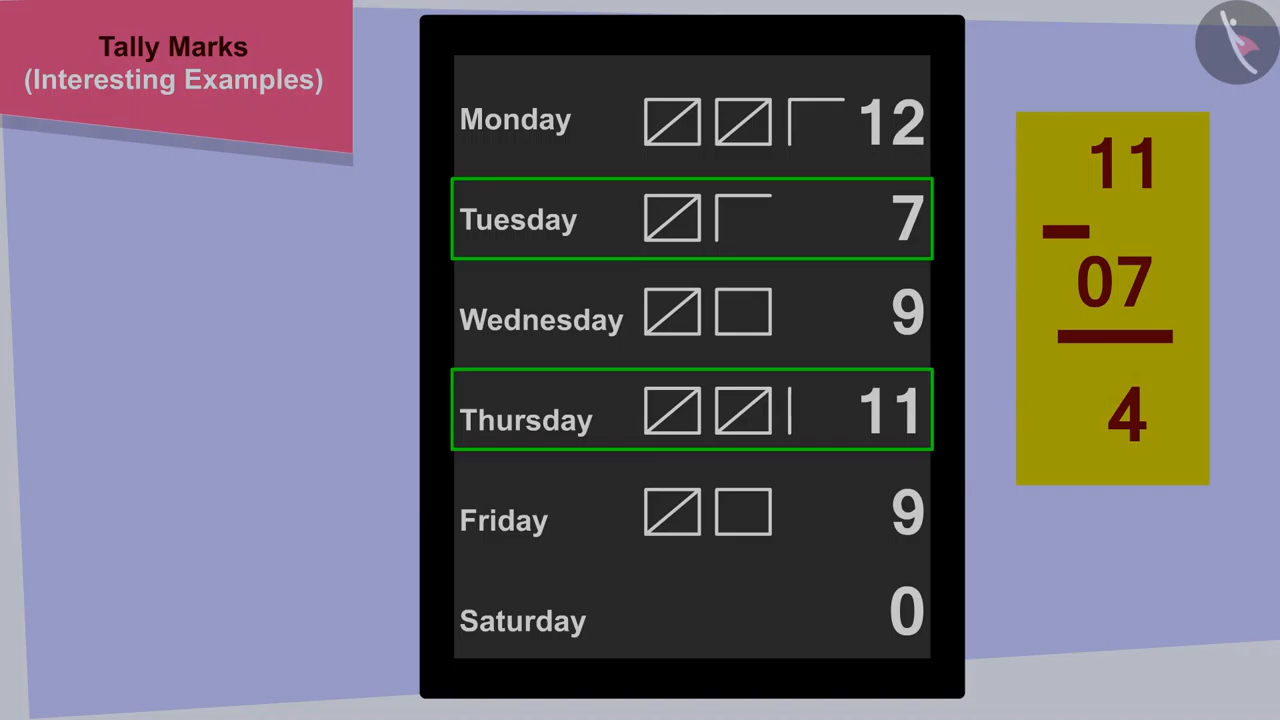 Tally Marks
(Interesting Examples)
Monday 12
Tuesday 7
Wednesday 9
Thursday 11
Friday 9
Saturday 0
11
-
07
4